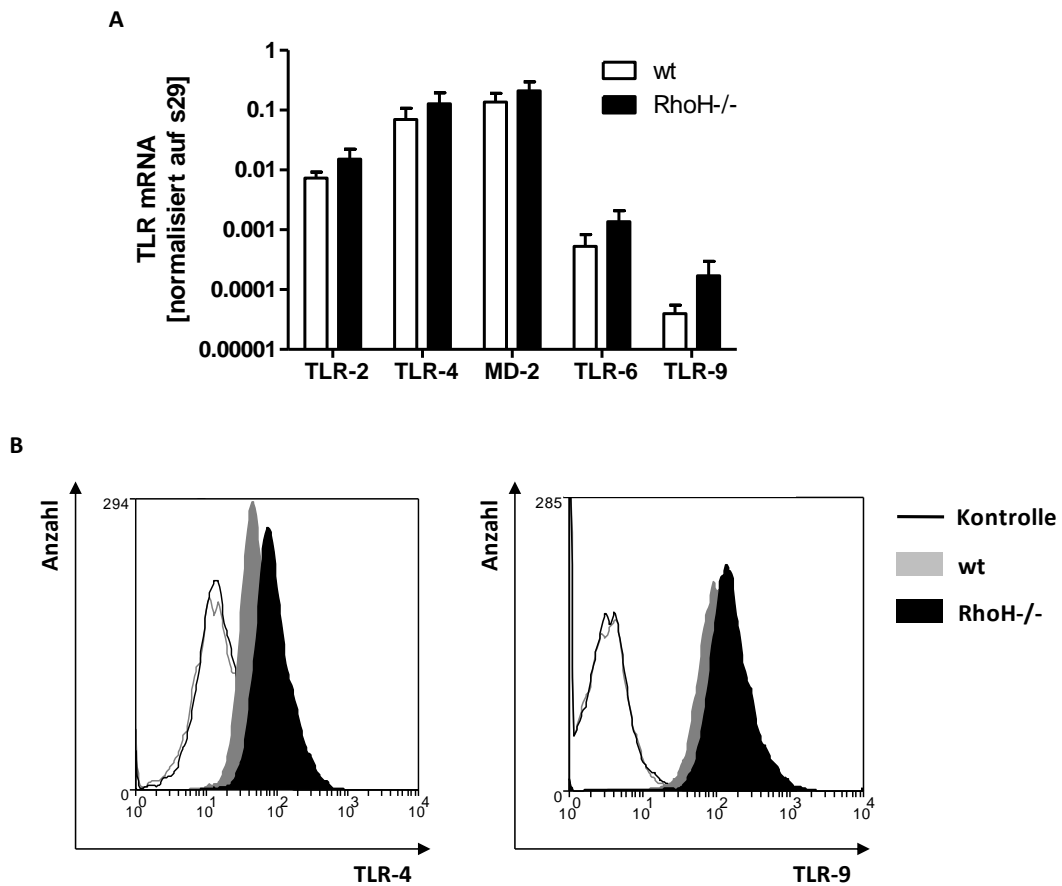 A
TLR mRNA
[normalisiert auf s29]
1
0.1
0.01
0.001
0.0001
0.00001
wt
RhoH-/-
TLR-2 TLR-4 MD-2 TLR-6 TLR-9
B
Anzahl
294
0
10^0 10^1 10^2 10^3 10^4
TLR-4
Anzahl
285
0
10^0 10^1 10^2 10^3 10^4
TLR-9
Kontrolle
wt
RhoH-/-